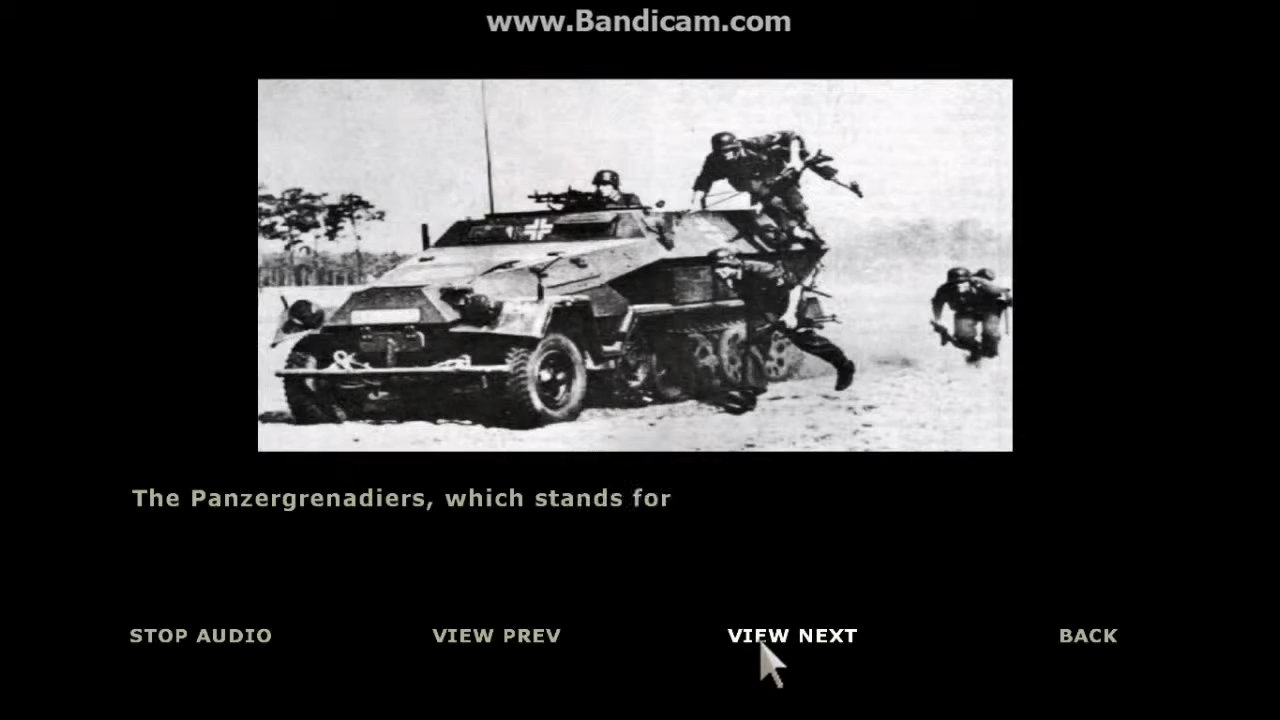 www.Bandicam.com
The Panzergrenadiers, which stands for
STOP AUDIO
VIEW PREV
VIEW NEXT
BACK